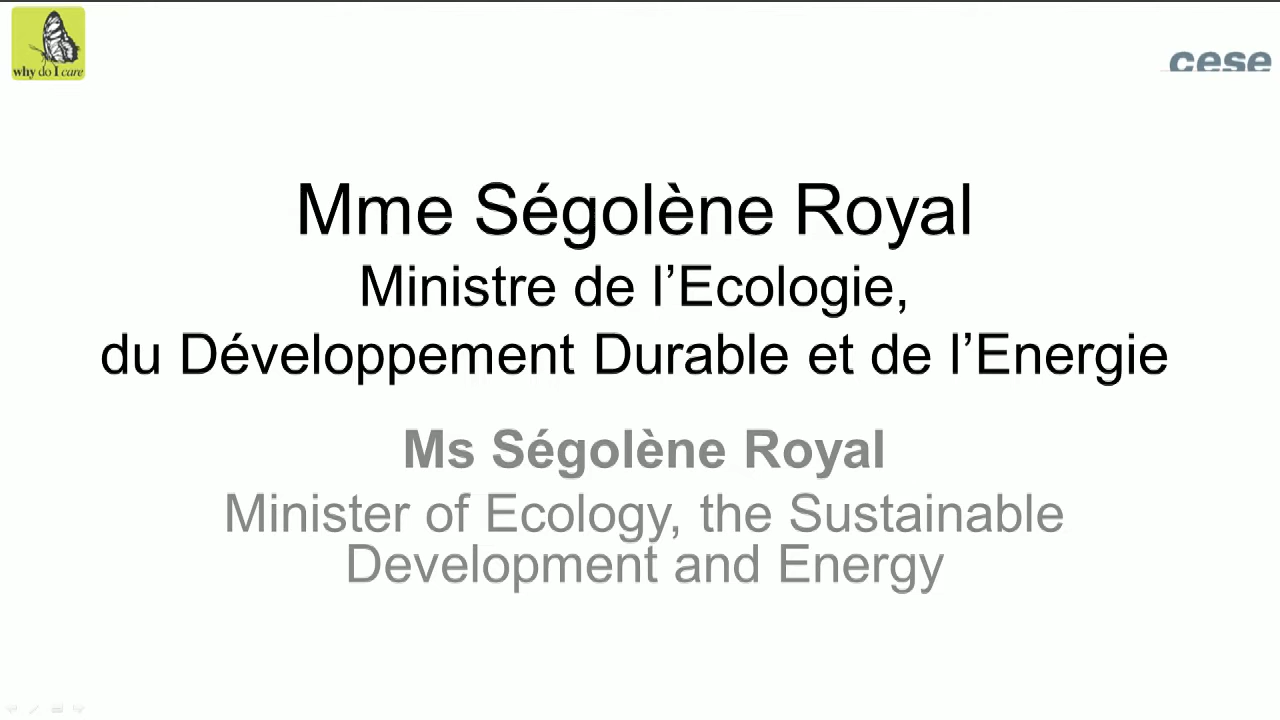 why do I care
cese
Mme Ségolène Royal
Ministre de l’Ecologie,
du Développement Durable et de l’Energie
Ms Ségolène Royal
Minister of Ecology, the Sustainable
Development and Energy